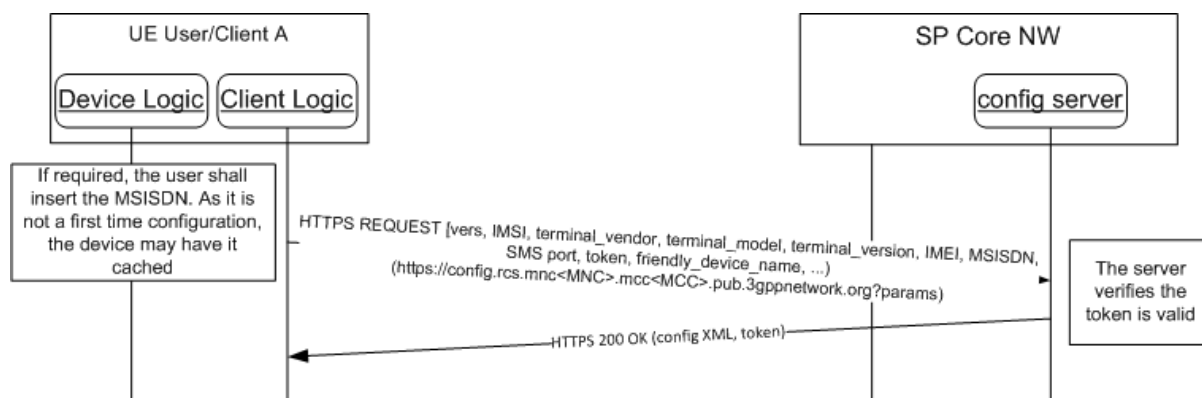 UE User/Client A
SP Core NW
Device Logic
Client Logic
config server
If required, the user shall
insert the MSISDN. As it is
not a first time configuration,
the device may have it
cached
HTTPS REQUEST [vers, IMSI, terminal_vendor, terminal_model, terminal_version, IMEI, MSISDN,
SMS port, token, friendly_device_name, ...)
(https://config.rcs.mnc<MNC>.mcc<MCC>.pub.3gppnetwork.org?params)
The server
verifies the
token is valid
HTTPS 200 OK (config XML, token)